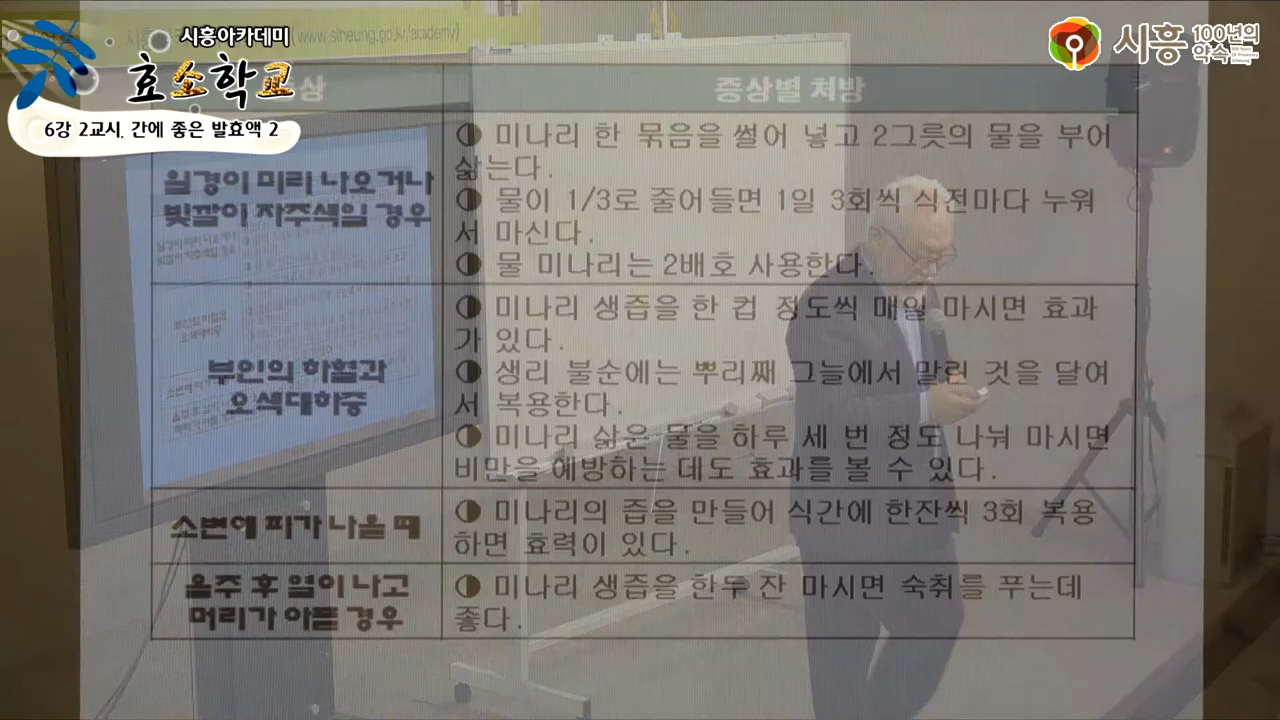 시흥아카데미
(www.siheung.go.kr/academy)
효소학교
6강 2교시. 간에 좋은 발효액 2
시흥 100년의 약속
증상별 처방
월경이 미리 나오거나
빛깔이 자주색일 경우
◑ 미나리 한 묶음을 썰어 넣고 2그릇의 물을 부어
삶는다.
◑ 물이 1/3로 줄어들면 1일 3회씩 식전마다 누워
서 마신다.
◑ 물 미나리는 2배호 사용한다.
부인의 하혈과
오색대하증
◑ 미나리 생즙을 한 컵 정도씩 매일 마시면 효과
가 있다.
◑ 생리 불순에는 뿌리째 그늘에서 말린 것을 달여
서 복용한다.
◑ 미나리 삶은 물을 하루 세 번 정도 나눠 마시면
비만을 예방하는 데도 효과를 볼 수 있다.
소변에 피가 나올 때
◑ 미나리의 즙을 만들어 식간에 한잔씩 3회 복용
하면 효력이 있다.
음주 후 열이 나고
머리가 아플 경우
◑ 미나리 생즙을 한두 잔 마시면 숙취를 푸는데
좋다.